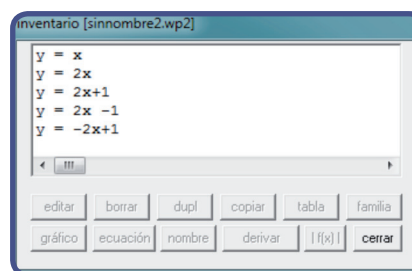 inventario [sinnombre2.wp2]
y = x
y = 2x
y = 2x+1
y = 2x -1
y = -2x+1
editar borrar dupl copiar tabla familia
gráfico ecuación nombre derivar |f(x)| cerrar